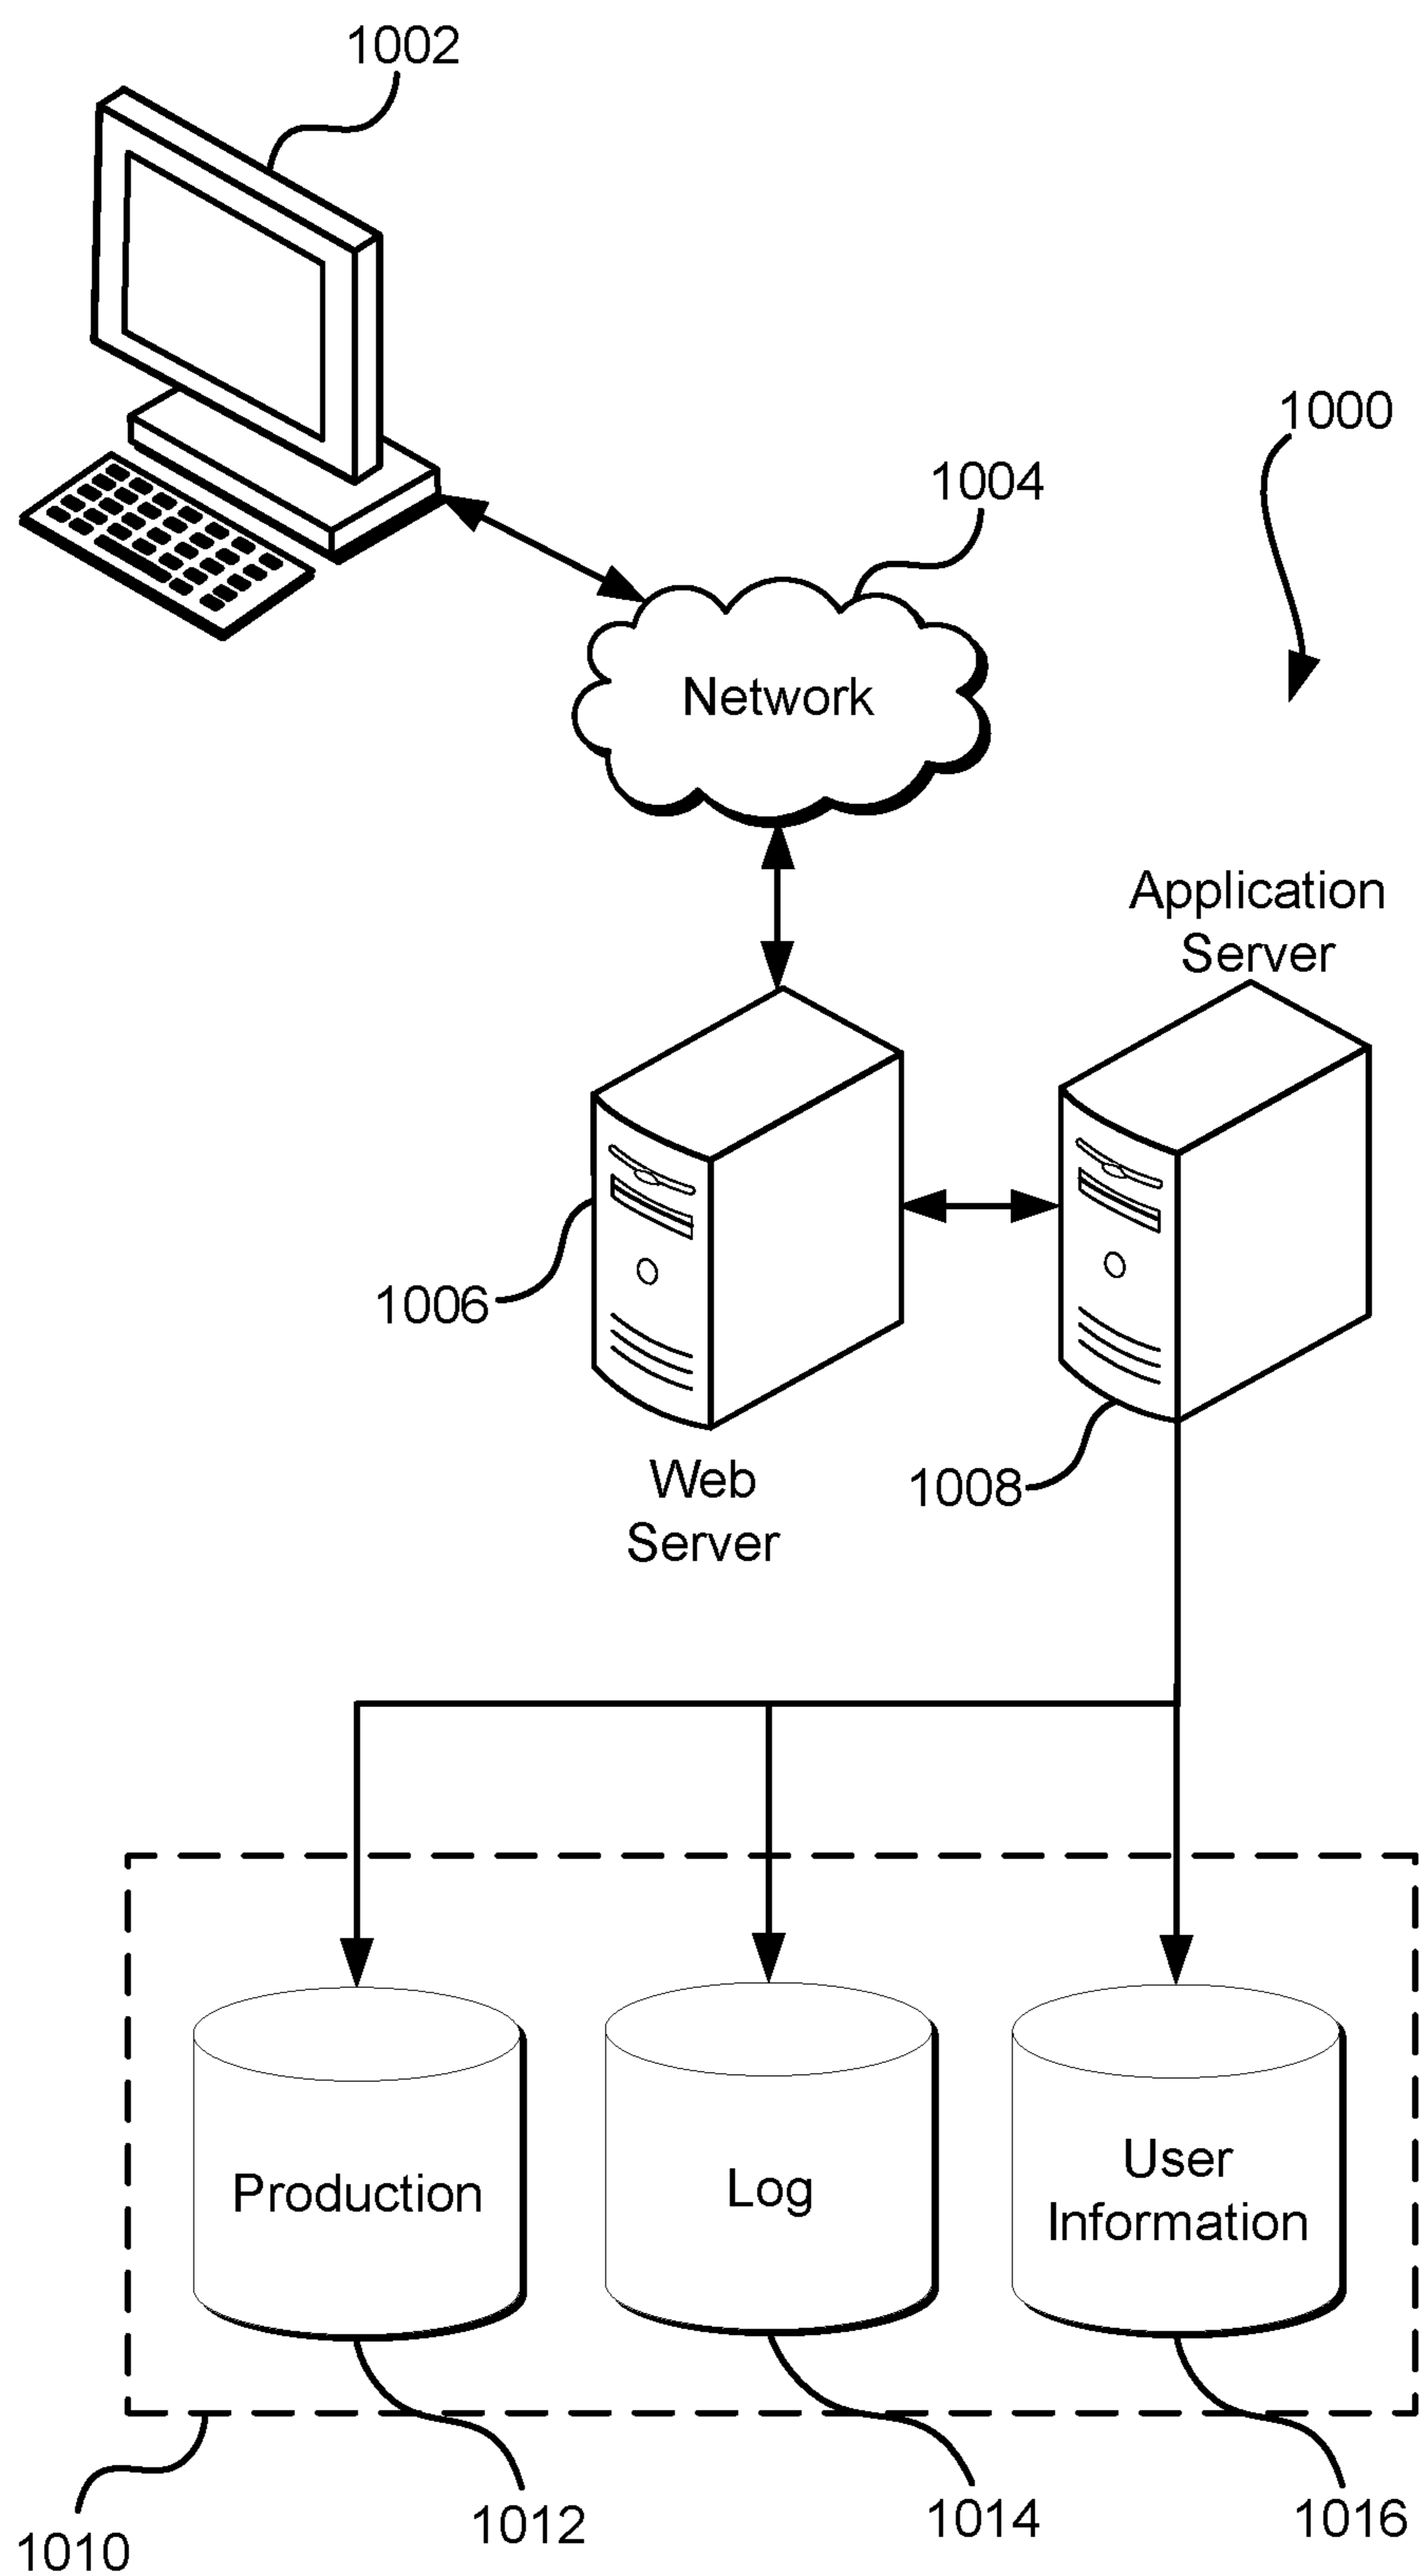 1002
1000
1004
Network
Application
Server
1006
Web
Server
1008
Production
Log
User
Information
1010
1012
1014
1016